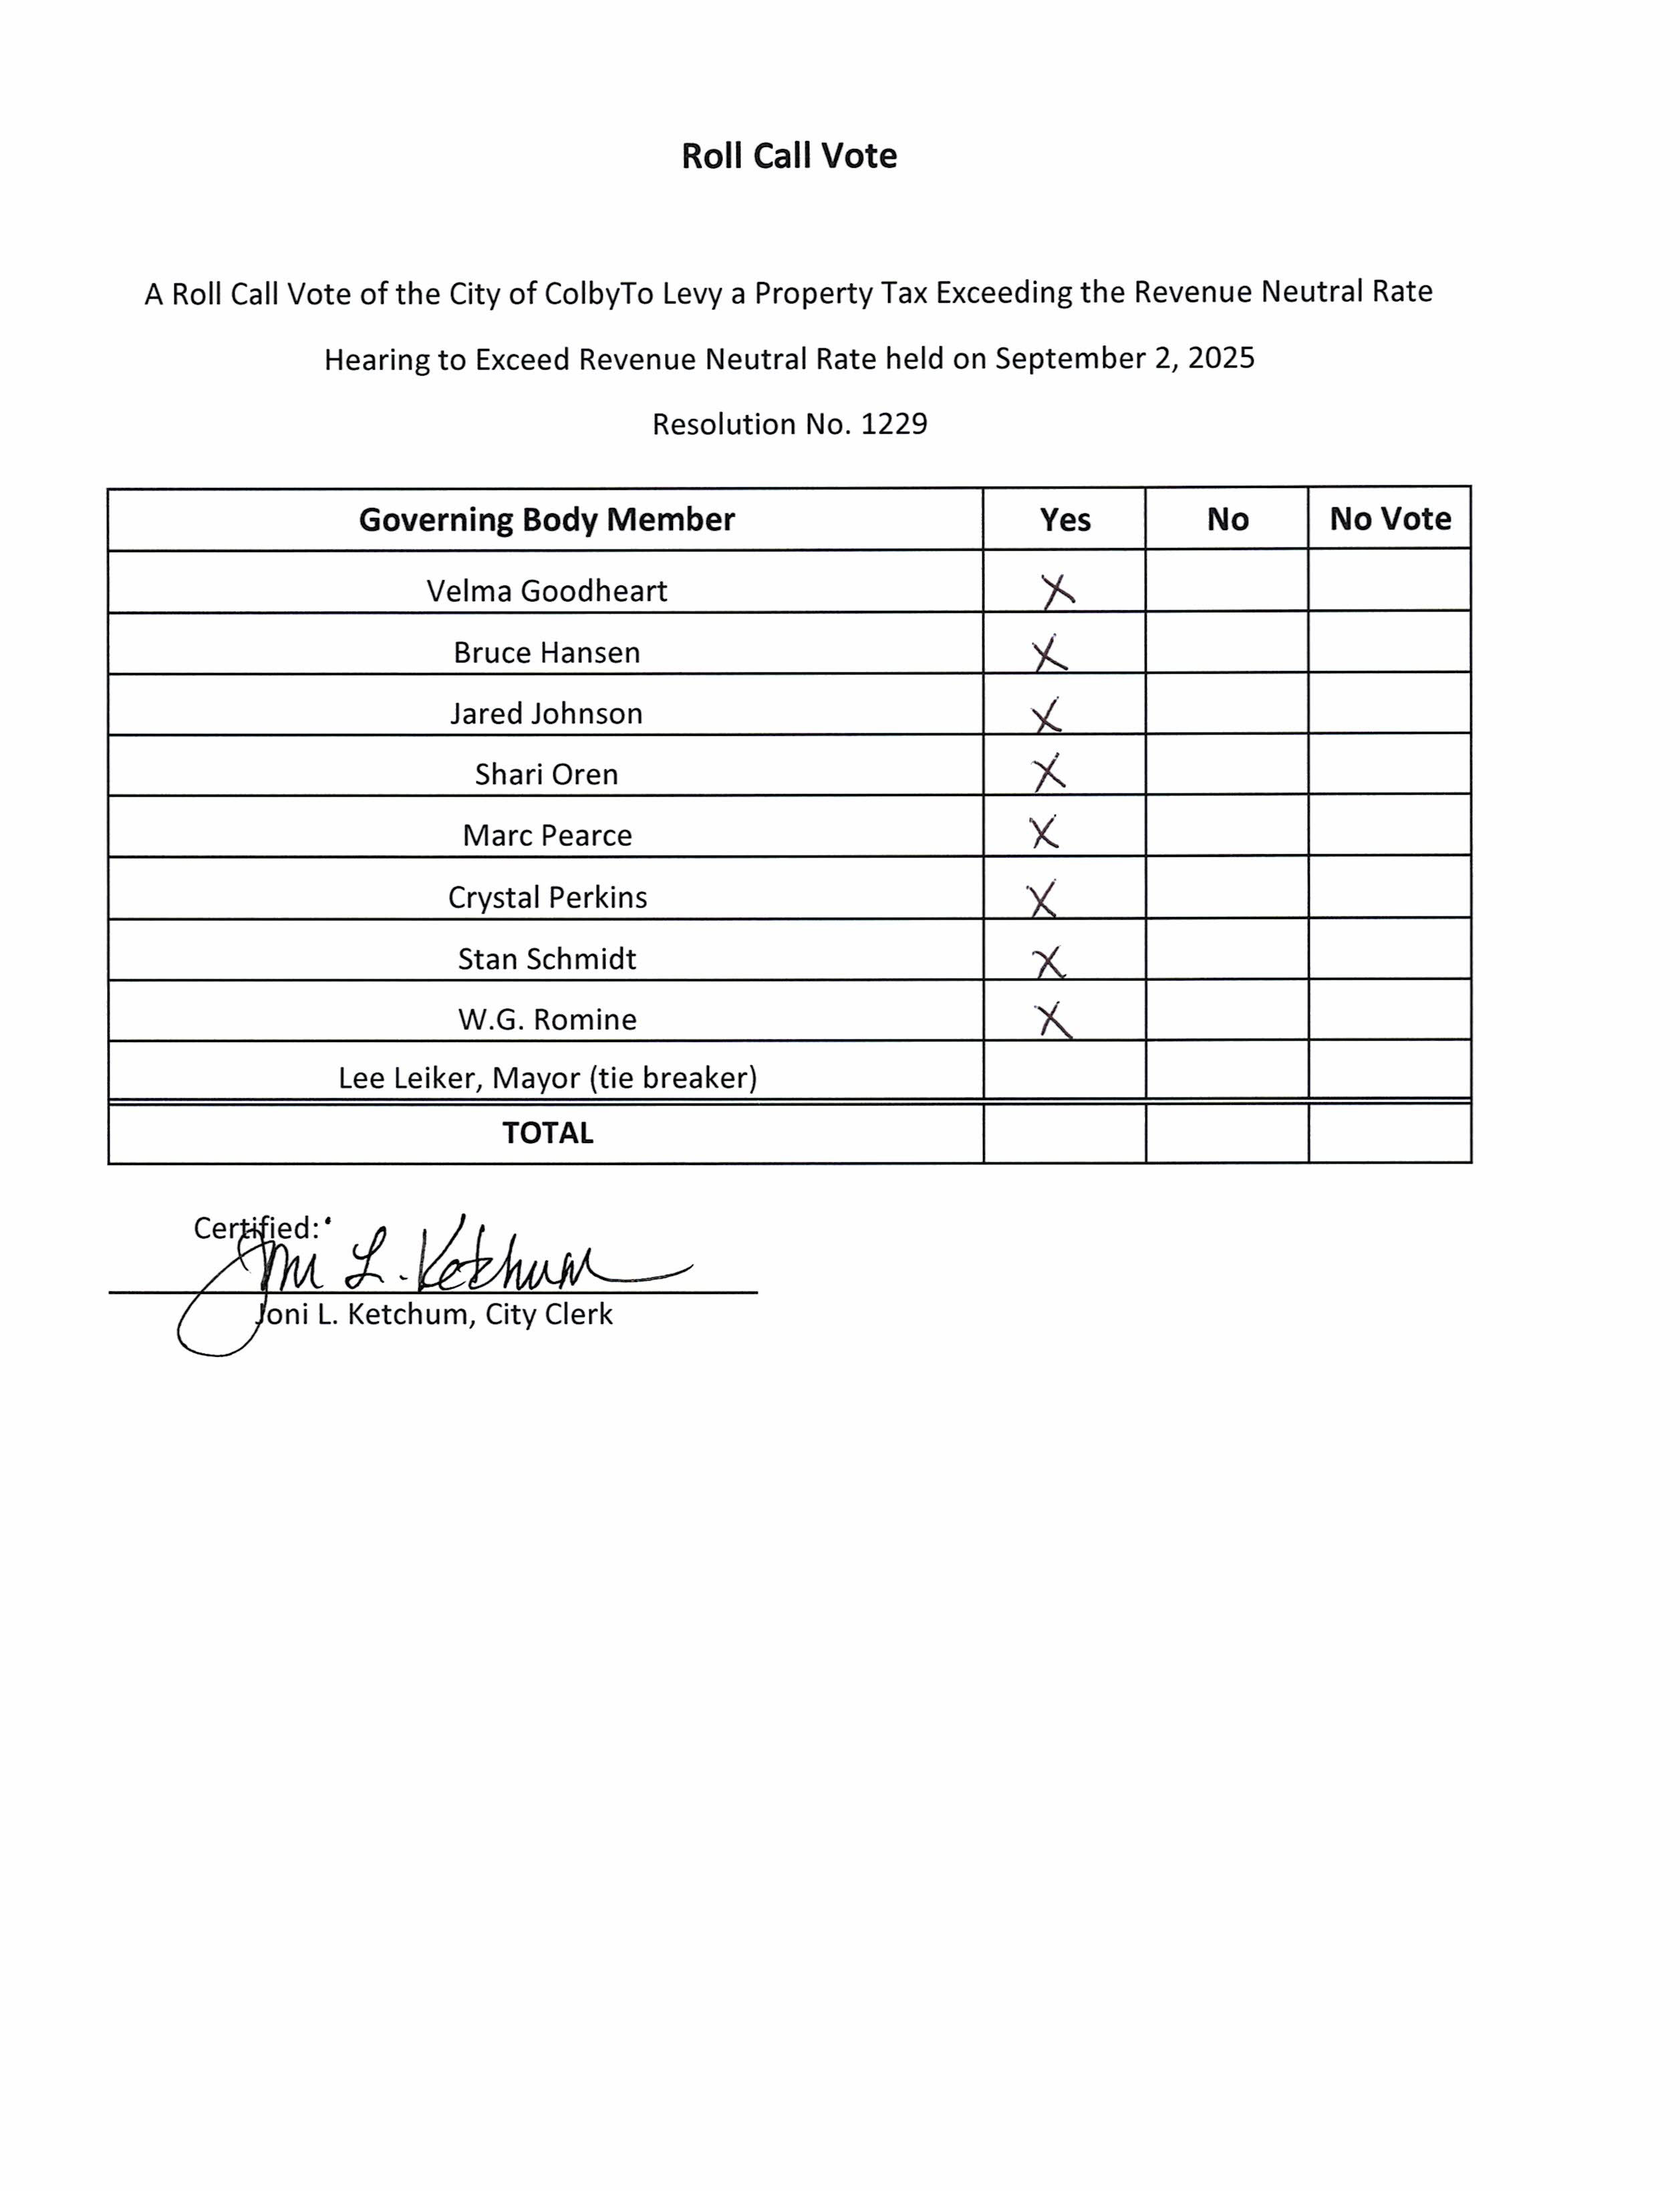 Roll Call Vote
A Roll Call Vote of the City of ColbyTo Levy a Property Tax Exceeding the Revenue Neutral Rate
Hearing to Exceed Revenue Neutral Rate held on September 2, 2025
Resolution No. 1229
Governing Body Member Yes No No Vote
Velma Goodheart X
Bruce Hansen X
Jared Johnson X
Shari Oren X
Marc Pearce X
Crystal Perkins X
Stan Schmidt X
W.G. Romine X
Lee Leiker, Mayor (tie breaker)
TOTAL
Certified:
Joni L. Ketchum
Joni L. Ketchum, City Clerk